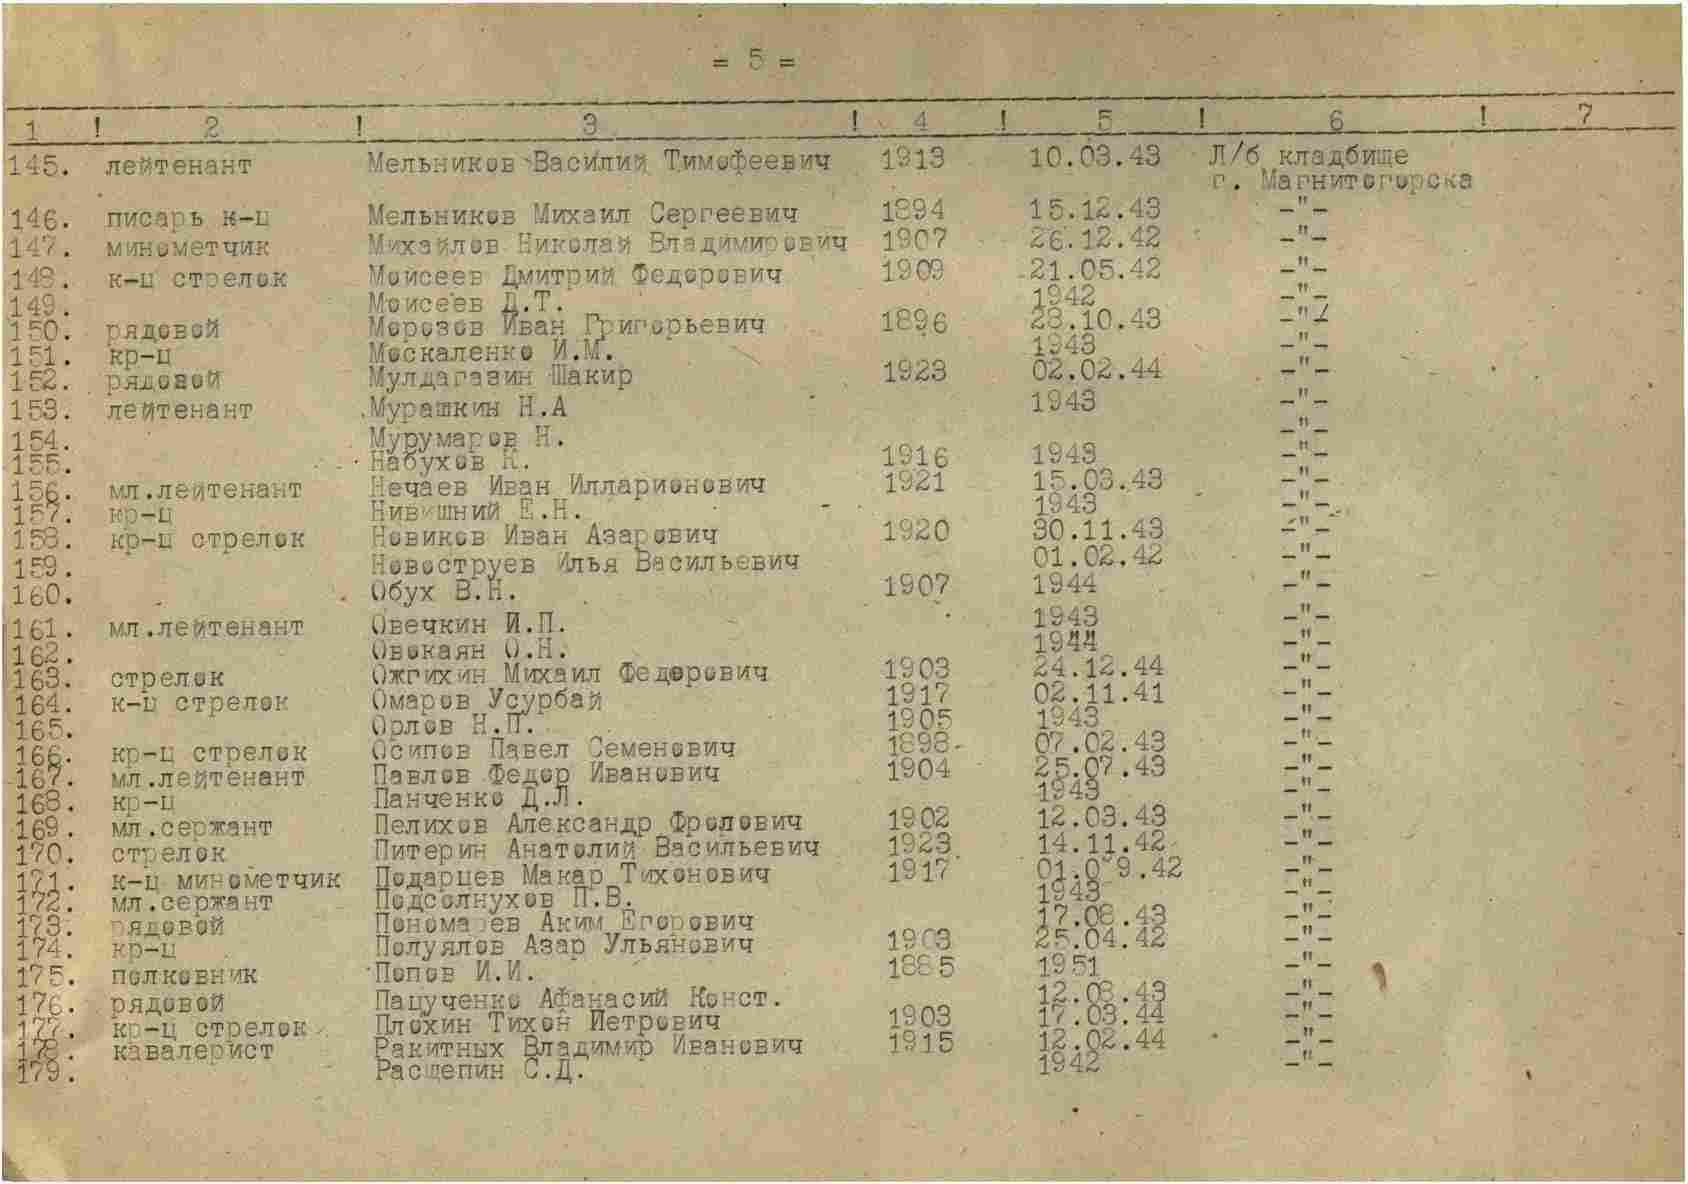 = 5 =
1 ! 2 ! 3 ! 4 ! 5 ! 6 ! 7
145. лейтенант Мельников Василий Тимофеевич 1913 10.03.43 Л/б кладбище
г. Магнитогорска
146. писарь к-ц Мельников Михаил Сергеевич 1894 15.12.43 -"-
147. минометчик Михайлов Николай Владимирович 1907 26.12.42 -"-
148. к-ц стрелок Моисеев Дмитрий Федорович 1909 21.05.42 -"-
149. Моисеев Д.Т. 1942 -"-
150. рядовой Морозов Иван Григорьевич 1896 28.10.43 -"-
151. кр-ц Москаленко И.М. 1943 -"-
152. рядовой Мулдагазин Шакир 1923 02.02.44 -"-
153. лейтенант Мурашкин Н.А 1943 -"-
154. Мурумаров Н. -"-
155. Набухов К. 1916 1943 -"-
156. мл.лейтенант Нечаев Иван Илларионович 1921 15.03.43 -"-
157. кр-ц Нивишний Е.Н. 1943 -"-
158. кр-ц стрелок Новиков Иван Азарович 1920 30.11.43 -"-
159. Новоструев Илья Васильевич 01.02.42 -"-
160. Обух В.Н. 1907 1944 -"-
161. мл.лейтенант Овечкин И.П. 1943 -"-
162. Овокаян О.Н. 1944 -"-
163. стрелок Ожгихин Михаил Федорович 1903 24.12.44 -"-
164. к-ц стрелок Омаров Усурбай 1917 02.11.41 -"-
165. Орлов Н.П. 1905 1943 -"-
166. кр-ц стрелок Осипов Павел Семенович 1898 07.02.43 -"-
167. мл.лейтенант Павлов Федор Иванович 1904 25.07.43 -"-
168. кр-ц Панченко Д.Л. 1943 -"-
169. мл.сержант Пелихов Александр Фролович 1902 12.03.43 -"-
170. стрелок Питерин Анатолий Васильевич 1923 14.11.42 -"-
171. к-ц минометчик Подарцев Макар Тихонович 1917 01.09.42 -"-
172. мл.сержант Подсолнухов П.В. 1943 -"-
173. рядовой Пономарев Аким Егорович 17.08.43 -"-
174. кр-ц Полуялов Азар Ульянович 1903 25.04.42 -"-
175. полковник Попов И.И. 1885 1951 -"-
176. рядовой Пацученко Афанасий Конст. 12.08.43 -"-
177. кр-ц стрелок Плохин Тихон Петрович 1903 17.03.44 -"-
178. кавалерист Ракитных Владимир Иванович 1915 12.02.44 -"-
179. Расщепин С.Д. 1942 -"-